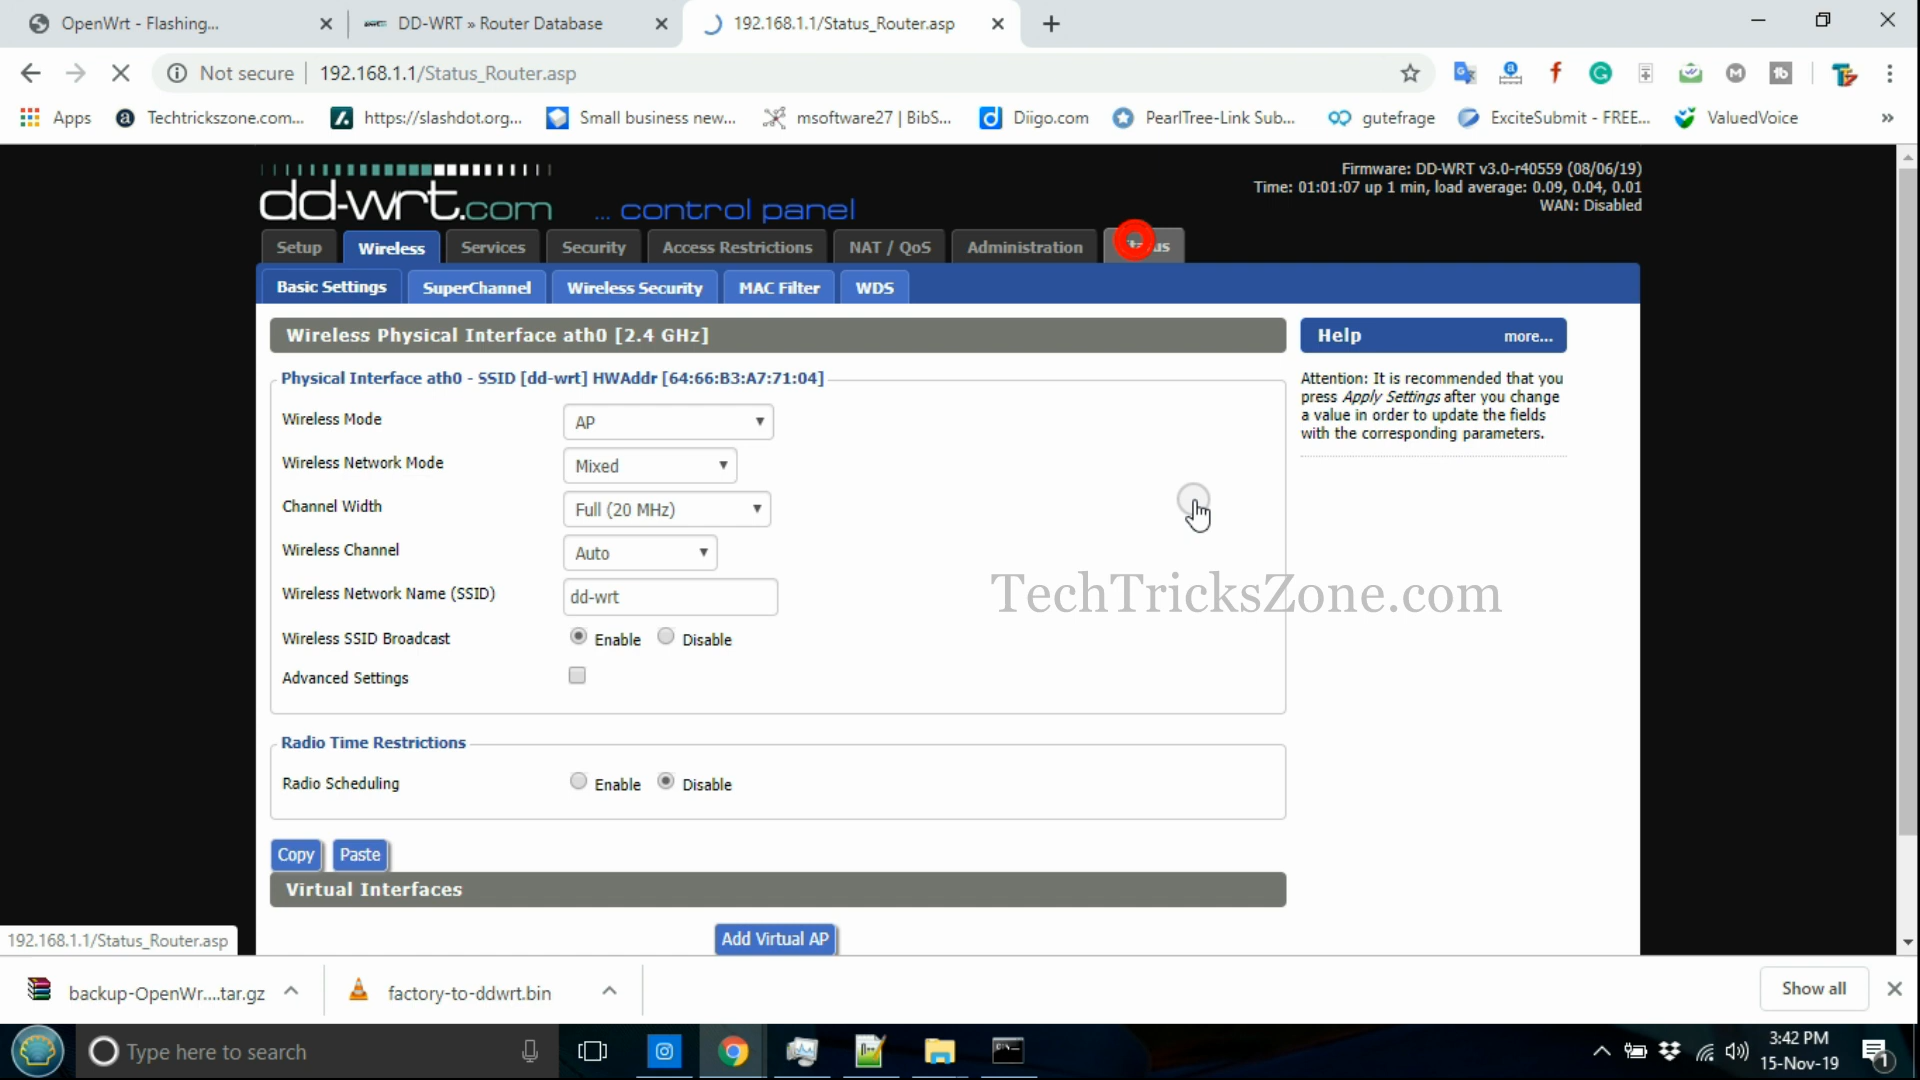 OpenWrt - Flashing...
DD-WRT » Router Database
192.168.1.1/Status_Router.asp
Not secure
192.168.1.1/Status_Router.asp
Apps
Techtrickszone.com...
https://slashdot.org...
Small business new...
msoftware27 | BibS...
Diigo.com
PearlTree-Link Sub...
gutefrage
ExciteSubmit - FREE...
ValuedVoice
»
dd-wrt.com
... control panel
Firmware: DD-WRT v3.0-r40559 (08/06/19)
Time: 01:01:07 up 1 min, load average: 0.09, 0.04, 0.01
WAN: Disabled
Setup
Wireless
Services
Security
Access Restrictions
NAT / QoS
Administration
Basic Settings
SuperChannel
Wireless Security
MAC Filter
WDS
Wireless Physical Interface ath0 [2.4 GHz]
Physical Interface ath0 - SSID [dd-wrt] HWAddr [64:66:B3:A7:71:04]
Wireless Mode
AP
Wireless Network Mode
Mixed
Channel Width
Full (20 MHz)
Wireless Channel
Auto
Wireless Network Name (SSID)
dd-wrt
Wireless SSID Broadcast
Enable
Disable
Advanced Settings
Radio Time Restrictions
Radio Scheduling
Enable
Disable
Copy
Paste
Virtual Interfaces
Add Virtual AP
Help
more...
Attention: It is recommended that you
press Apply Settings after you change
a value in order to update the fields
with the corresponding parameters.
TechTricksZone.com
192.168.1.1/Status_Router.asp
backup-OpenWr....tar.gz
factory-to-ddwrt.bin
Show all
Type here to search
3:42 PM
15-Nov-19
1